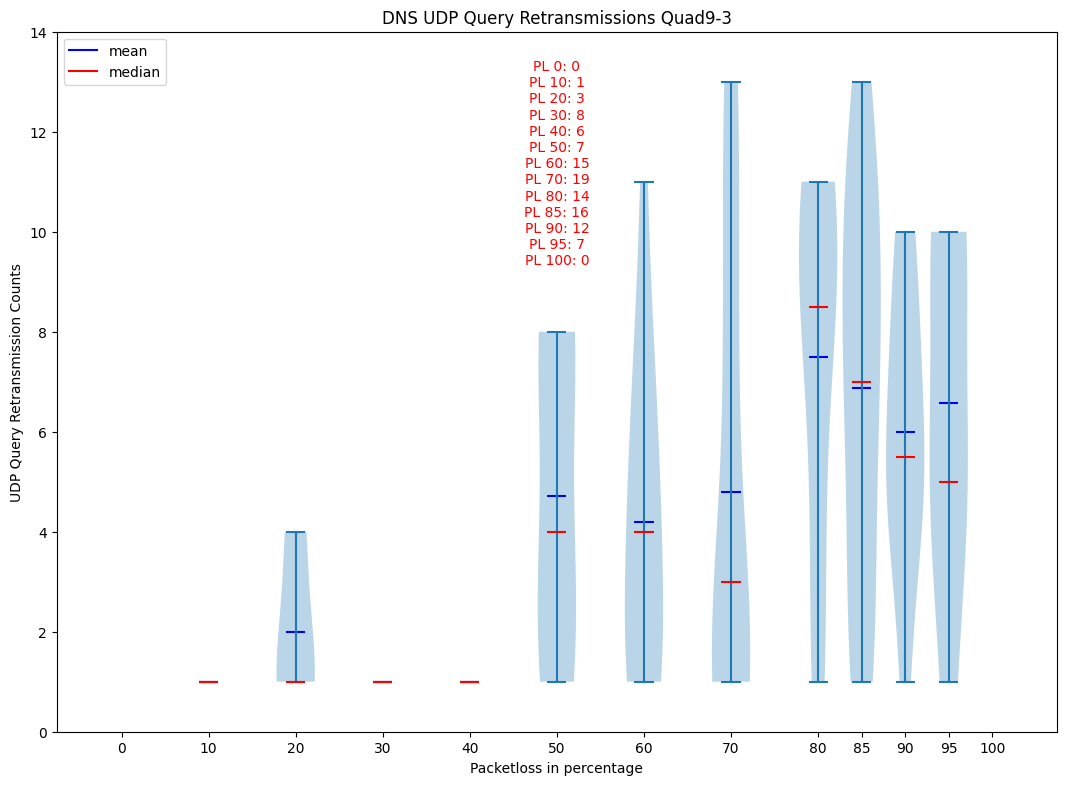 DNS UDP Query Retransmissions Quad9-3
mean
median
PL 0: 0
PL 10: 1
PL 20: 3
PL 30: 8
PL 40: 6
PL 50: 7
PL 60: 15
PL 70: 19
PL 80: 14
PL 85: 16
PL 90: 12
PL 95: 7
PL 100: 0
UDP Query Retransmission Counts
14
12
10
8
6
4
2
0
0 10 20 30 40 50 60 70 80 85 90 95 100
Packetloss in percentage